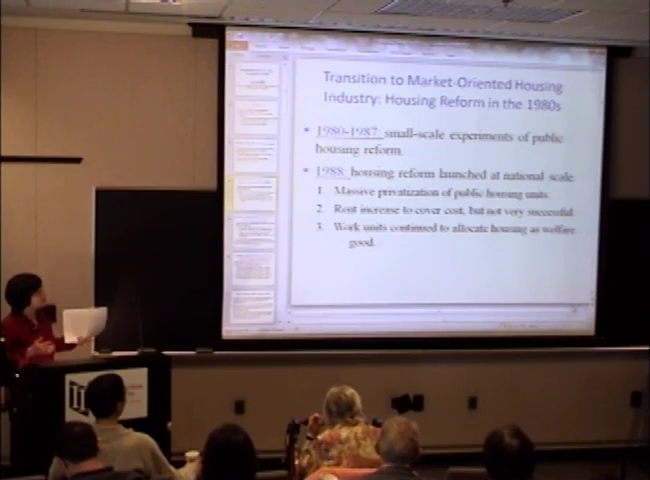 Transition to Market-Oriented Housing
Industry: Housing Reform in the 1980s
• 1980-1987: small-scale experiments of public
housing reform.
• 1988: housing reform launched at national scale.
1. Massive privatization of public housing units.
2. Rent increase to cover cost, but not very successful.
3. Work units continued to allocate housing as welfare
good.